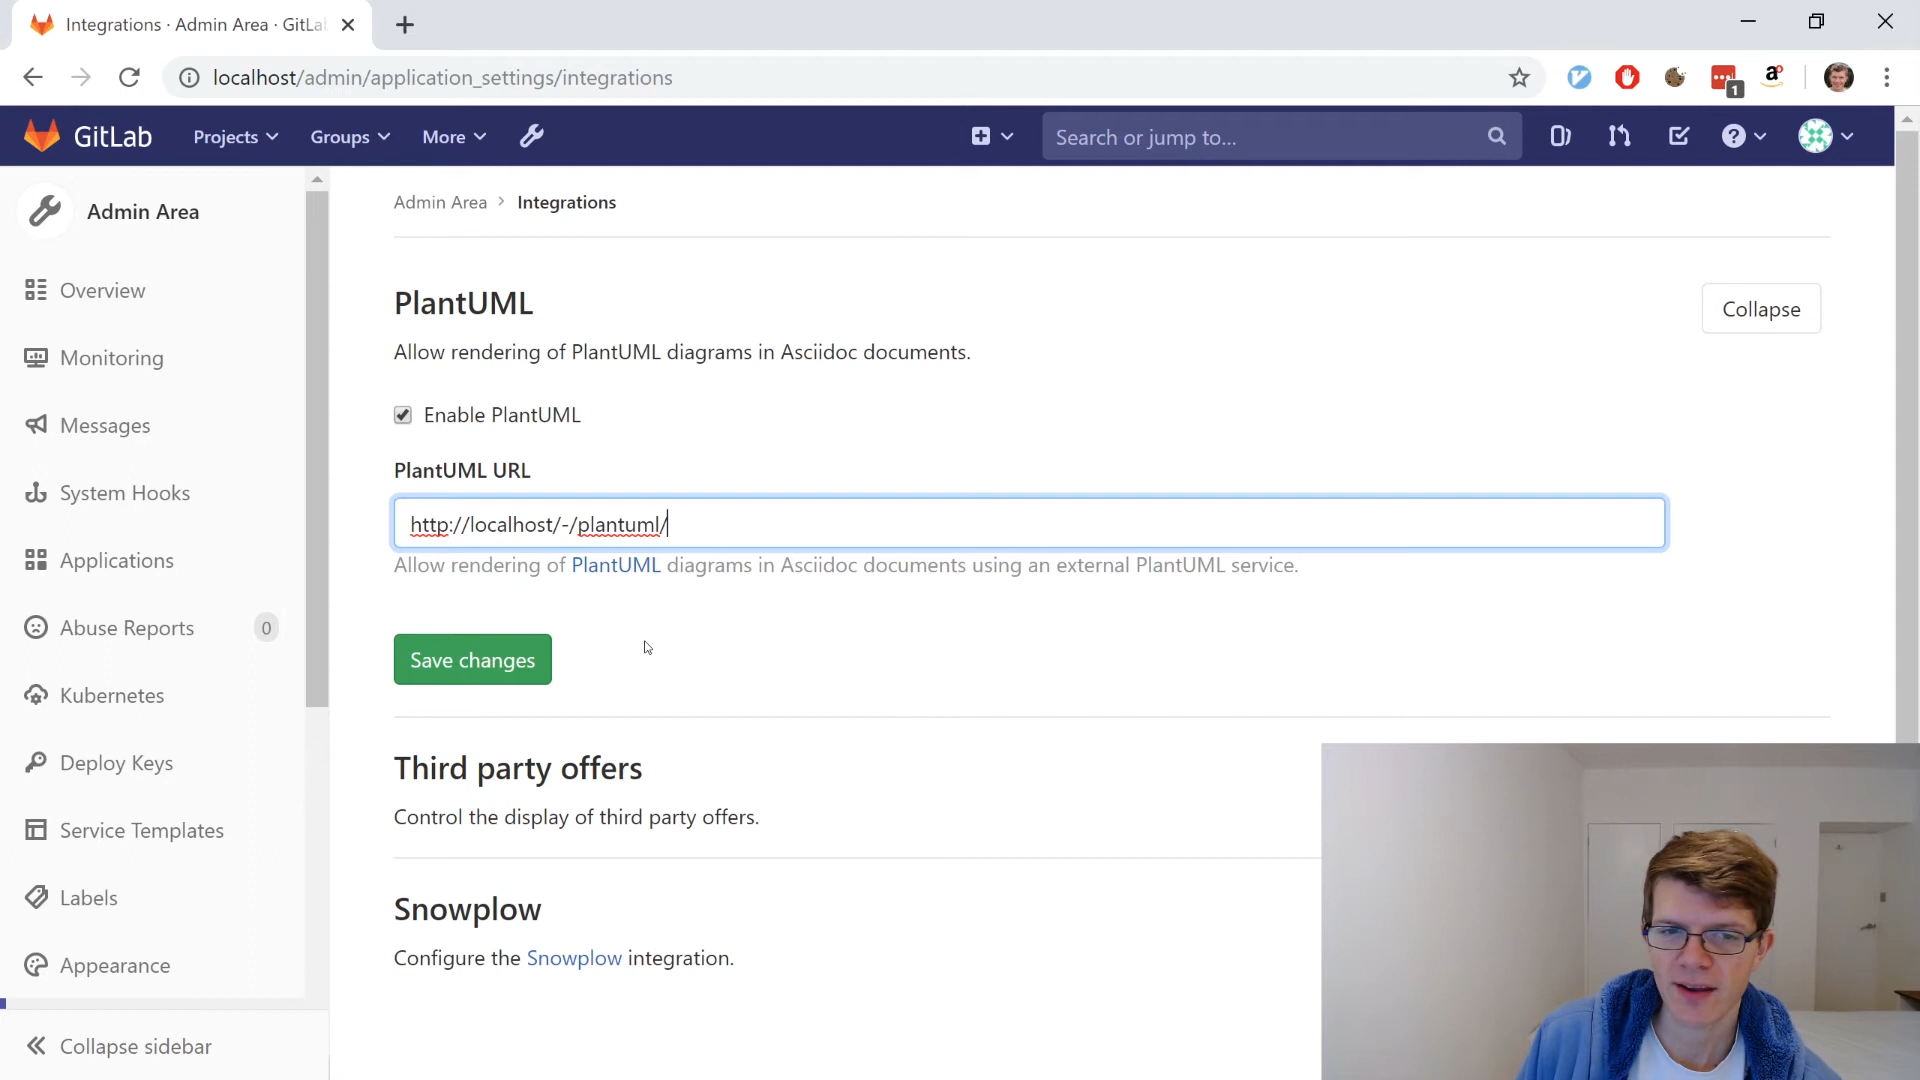 Integrations · Admin Area · GitLa
localhost/admin/application_settings/integrations
1
GitLab
Projects
Groups
More
Search or jump to...
Admin Area
Overview
Monitoring
Messages
System Hooks
Applications
Abuse Reports
0
Kubernetes
Deploy Keys
Service Templates
Labels
Appearance
Collapse sidebar
Admin Area > Integrations
PlantUML
Collapse
Allow rendering of PlantUML diagrams in Asciidoc documents.
Enable PlantUML
PlantUML URL
http://localhost/-/plantuml/
Allow rendering of PlantUML diagrams in Asciidoc documents using an external PlantUML service.
Save changes
Third party offers
Control the display of third party offers.
Snowplow
Configure the Snowplow integration.